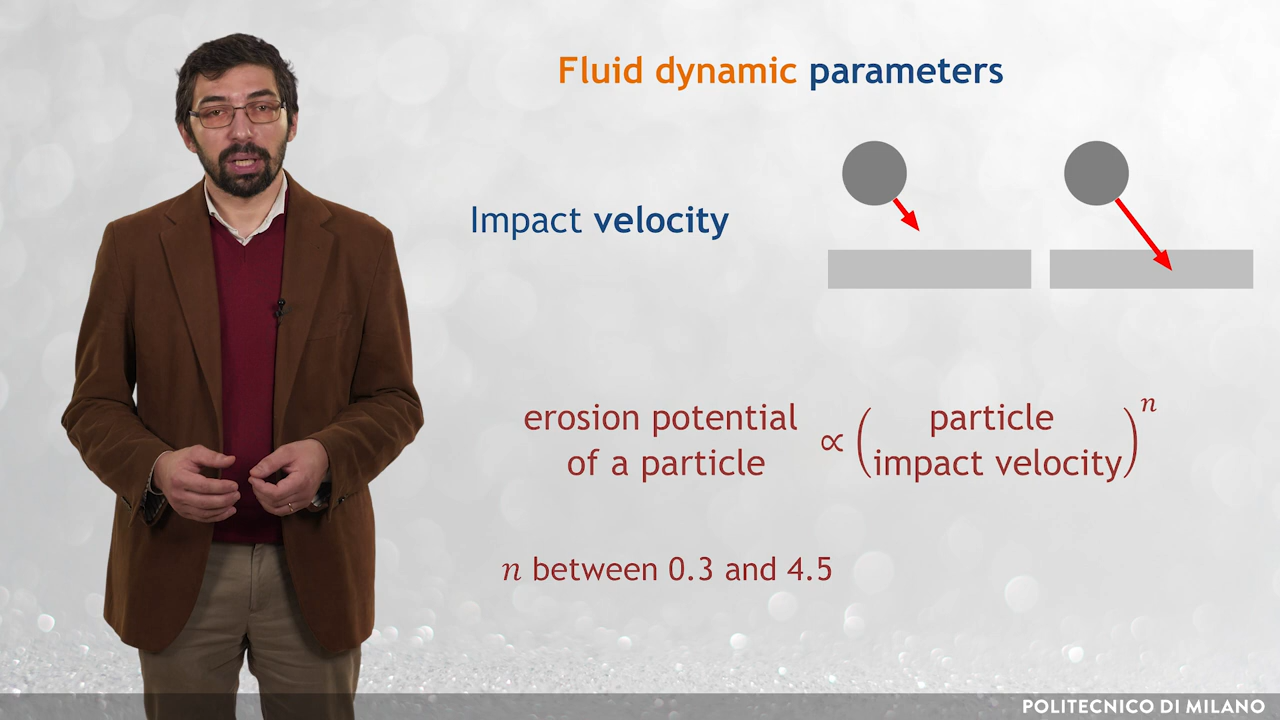 Fluid dynamic parameters
Impact velocity
erosion potential
of a particle
∝ (particle
impact velocity)ⁿ
n between 0.3 and 4.5
POLITECNICO DI MILANO